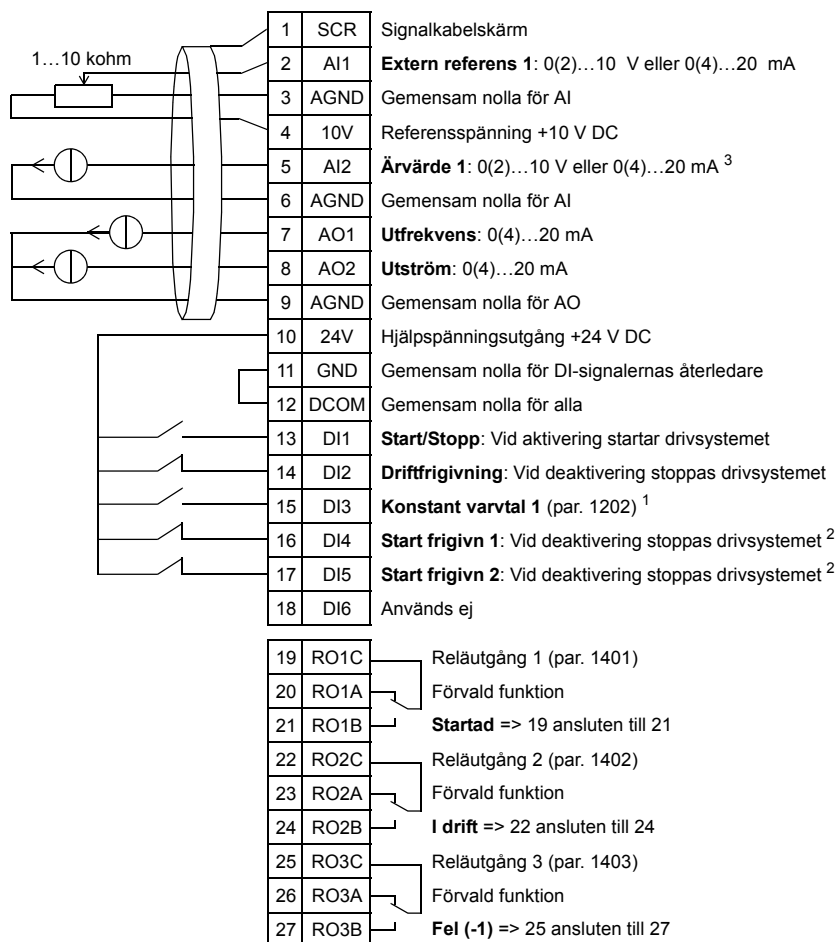 1…10 kohm
1 SCR Signalkabelskärm
2 AI1 Extern referens 1: 0(2)…10 V eller 0(4)…20 mA
3 AGND Gemensam nolla för AI
4 10V Referensspänning +10 V DC
5 AI2 Ärvärde 1: 0(2)…10 V eller 0(4)…20 mA 3
6 AGND Gemensam nolla för AI
7 AO1 Utfrekvens: 0(4)…20 mA
8 AO2 Utström: 0(4)…20 mA
9 AGND Gemensam nolla för AO
10 24V Hjälpspänningsutgång +24 V DC
11 GND Gemensam nolla för DI-signalernas återledare
12 DCOM Gemensam nolla för alla
13 DI1 Start/Stopp: Vid aktivering startar drivsystemet
14 DI2 Driftfrigivning: Vid deaktivering stoppas drivsystemet
15 DI3 Konstant varvtal 1 (par. 1202) 1
16 DI4 Start frigivn 1: Vid deaktivering stoppas drivsystemet 2
17 DI5 Start frigivn 2: Vid deaktivering stoppas drivsystemet 2
18 DI6 Används ej
19 RO1C Reläutgång 1 (par. 1401)
20 RO1A Förvald funktion
21 RO1B Startad => 19 ansluten till 21
22 RO2C Reläutgång 2 (par. 1402)
23 RO2A Förvald funktion
24 RO2B I drift => 22 ansluten till 24
25 RO3C Reläutgång 3 (par. 1403)
26 RO3A Förvald funktion
27 RO3B Fel (-1) => 25 ansluten till 27